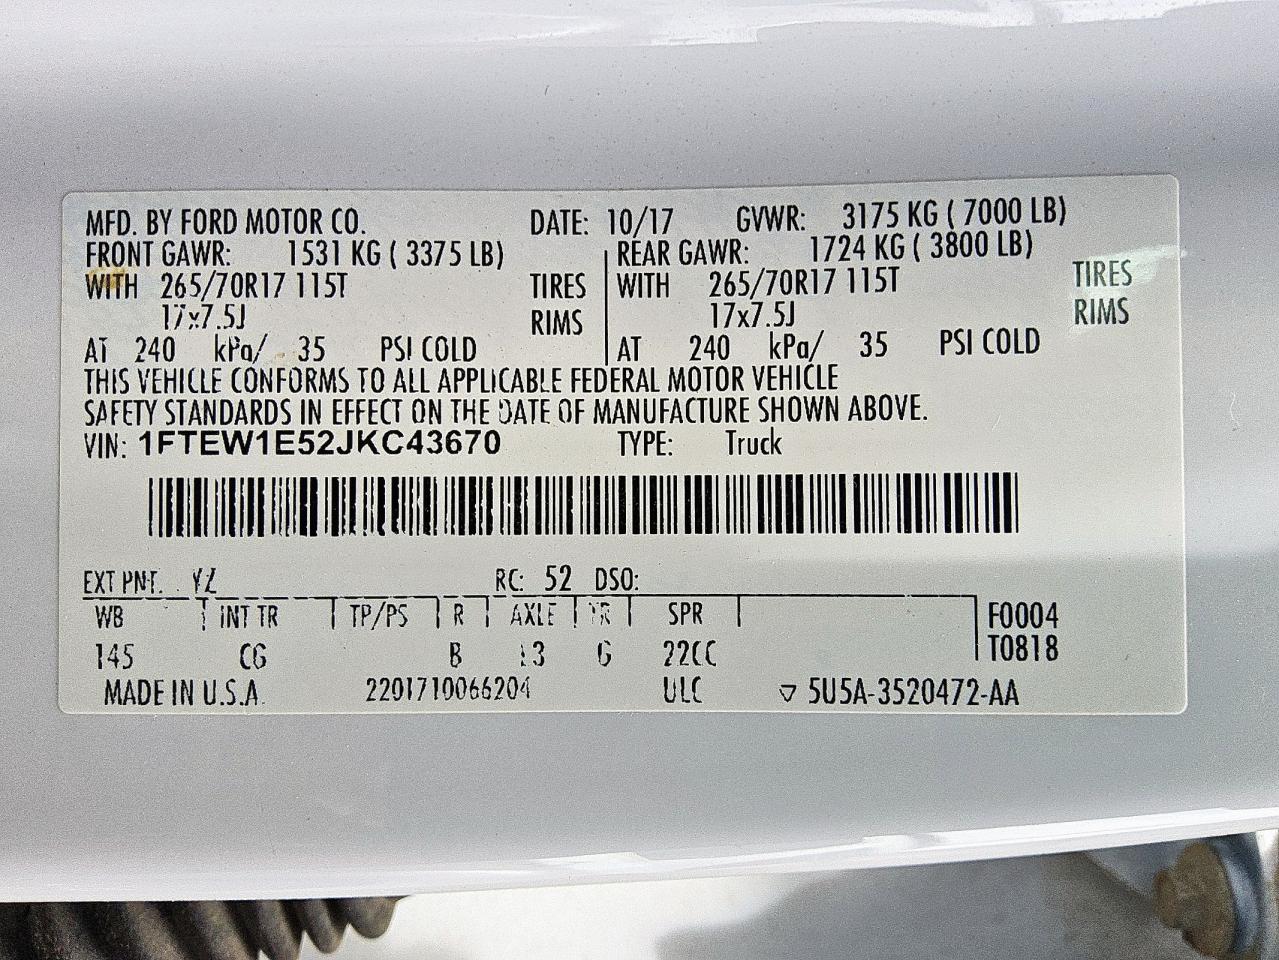 MFD. BY FORD MOTOR CO. DATE: 10/17 GVWR: 3175 KG ( 7000 LB)
FRONT GAWR: 1531 KG ( 3375 LB) REAR GAWR: 1724 KG ( 3800 LB)
WITH 265/70R17 115T TIRES WITH 265/70R17 115T TIRES
17x7.5J RIMS 17x7.5J RIMS
AT 240 kPa/ 35 PSI COLD AT 240 kPa/ 35 PSI COLD
THIS VEHICLE CONFORMS TO ALL APPLICABLE FEDERAL MOTOR VEHICLE
SAFETY STANDARDS IN EFFECT ON THE DATE OF MANUFACTURE SHOWN ABOVE.
VIN: 1FTEW1E52JKC43670 TYPE: Truck
EXT PNT: YZ RC: 52 DSO:
WB INT TR TP/PS R AXLE TR SPR F0004
145 CG B 13 G 22CC T0818
MADE IN U.S.A. 2201710066204 ULC ▽ 5U5A-3520472-AA